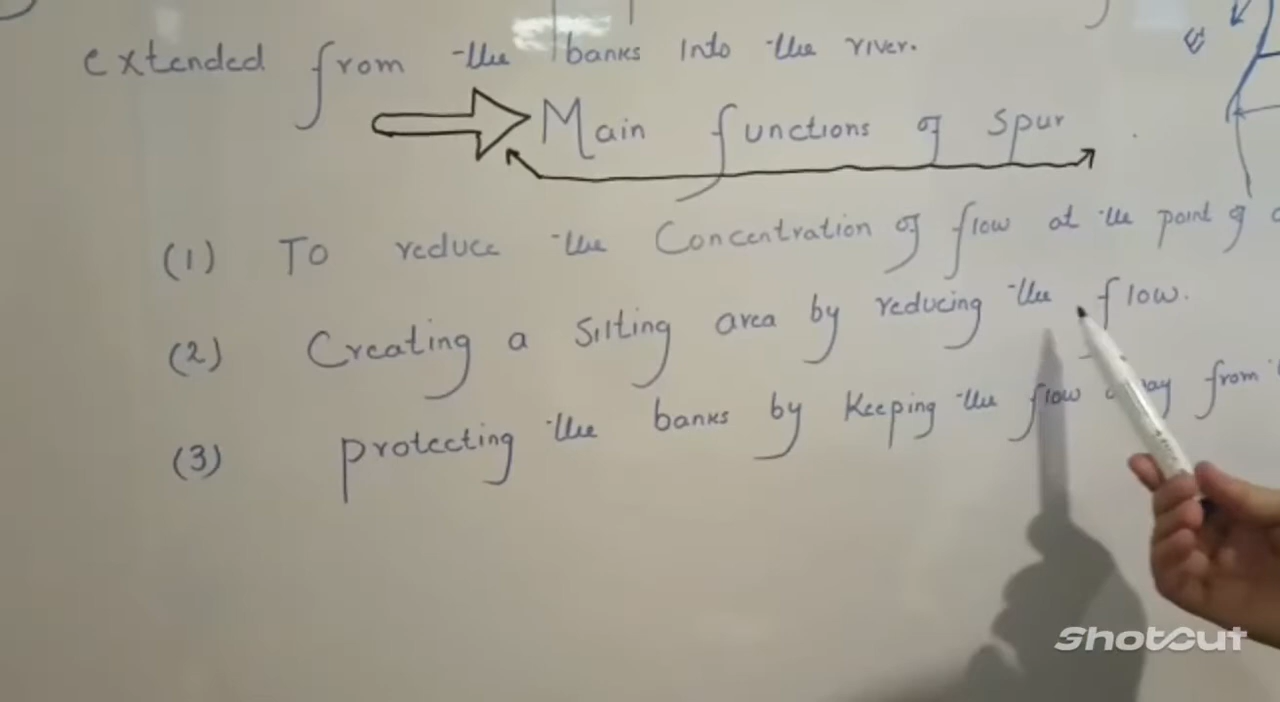 extended from the banks into the river.
Main functions of Spur
(1) To reduce the Concentration of flow at the point of
(2) Creating a Silting area by reducing the flow.
(3) protecting the banks by Keeping the flow away from
E
ShotCut